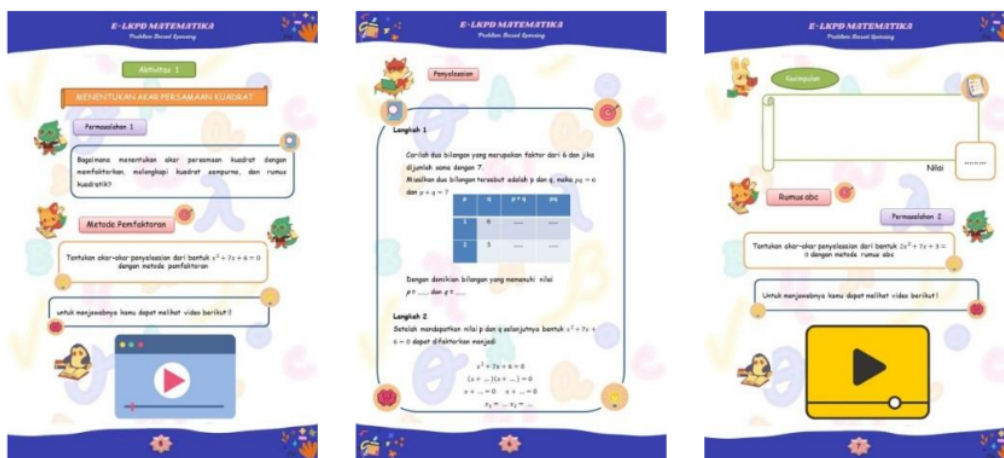 E-LKPD MATEMATIKA
Problem Based Learning
Aktivitas 1
MENENTUKAN AKAR PERSAMAAN KUADRAT
Permasalahan 1
Bagaimana menentukan akar persamaan kuadrat dengan
memfaktorkan, melengkapi kuadrat sempurna, dan rumus
kuadratik?
Metode Pemfaktoran
Tentukan akar-akar penyelesaian dari bentuk x² + 7x + 6 = 0
dengan metode pemfaktoran
untuk menjawabnya kamu dapat melihat video berikut!!
5
E-LKPD MATEMATIKA
Problem Based Learning
Penyelesaian
Langkah 1
Carilah dua bilangan yang merupakan faktor dari 6 dan jika
dijumlah sama dengan 7.
Misalkan dua bilangan tersebut adalah p dan q, maka pq = 6
dan p + q = 7
p q p + q pq
1 6 ..... .....
2 3 ..... .....
Dengan demikian bilangan yang memenuhi nilai
p = ..... dan q = .....
Langkah 2
Setelah mendapatkan nilai p dan q selanjutnya bentuk x² + 7x +
6 = 0 dapat difaktorkan menjadi
x² + 7x + 6 = 0
(x + ...)(x + ...) = 0
x + ... = 0 x + ... = 0
x₁ = ... x₂ = ...
6
E-LKPD MATEMATIKA
Problem Based Learning
Kesimpulan
Nilai
.........
Rumus abc
Permasalahan 2
Tentukan akar-akar penyelesaian dari bentuk 2x² + 7x + 3 =
0 dengan metode rumus abc
Untuk menjawabnya kamu dapat melihat video berikut!
7